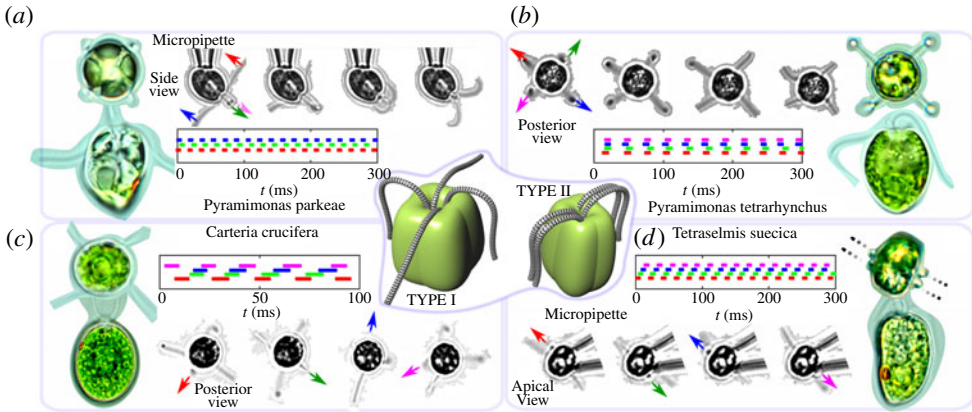 (a)
Micropipette
Side
view
0 100 200 300
t (ms)
Pyramimonas parkeae
(b)
Posterior
view
0 100 200 300
t (ms)
Pyramimonas tetrarhynchus
TYPE I
TYPE II
(c)
Carteria crucifera
0 50 100
t (ms)
Posterior
view
(d)
Tetraselmis suecica
0 100 200 300
t (ms)
Micropipette
Apical
View